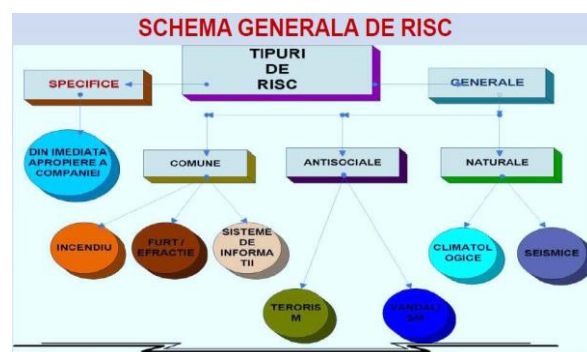 SCHEMA GENERALA DE RISC
TIPURI
DE
RISC
SPECIFICE
GENERALE
DIN IMEDIATA
APROPIERE A
COMPANIEI
COMUNE
ANTISOCIALE
NATURALE
INCENDIU
FURT /
EFRACTIE
SISTEME
DE
INFORMA
TII
CLIMATOL
OGICE
SEISMICE
TERORIS
M
VANDALI
SM